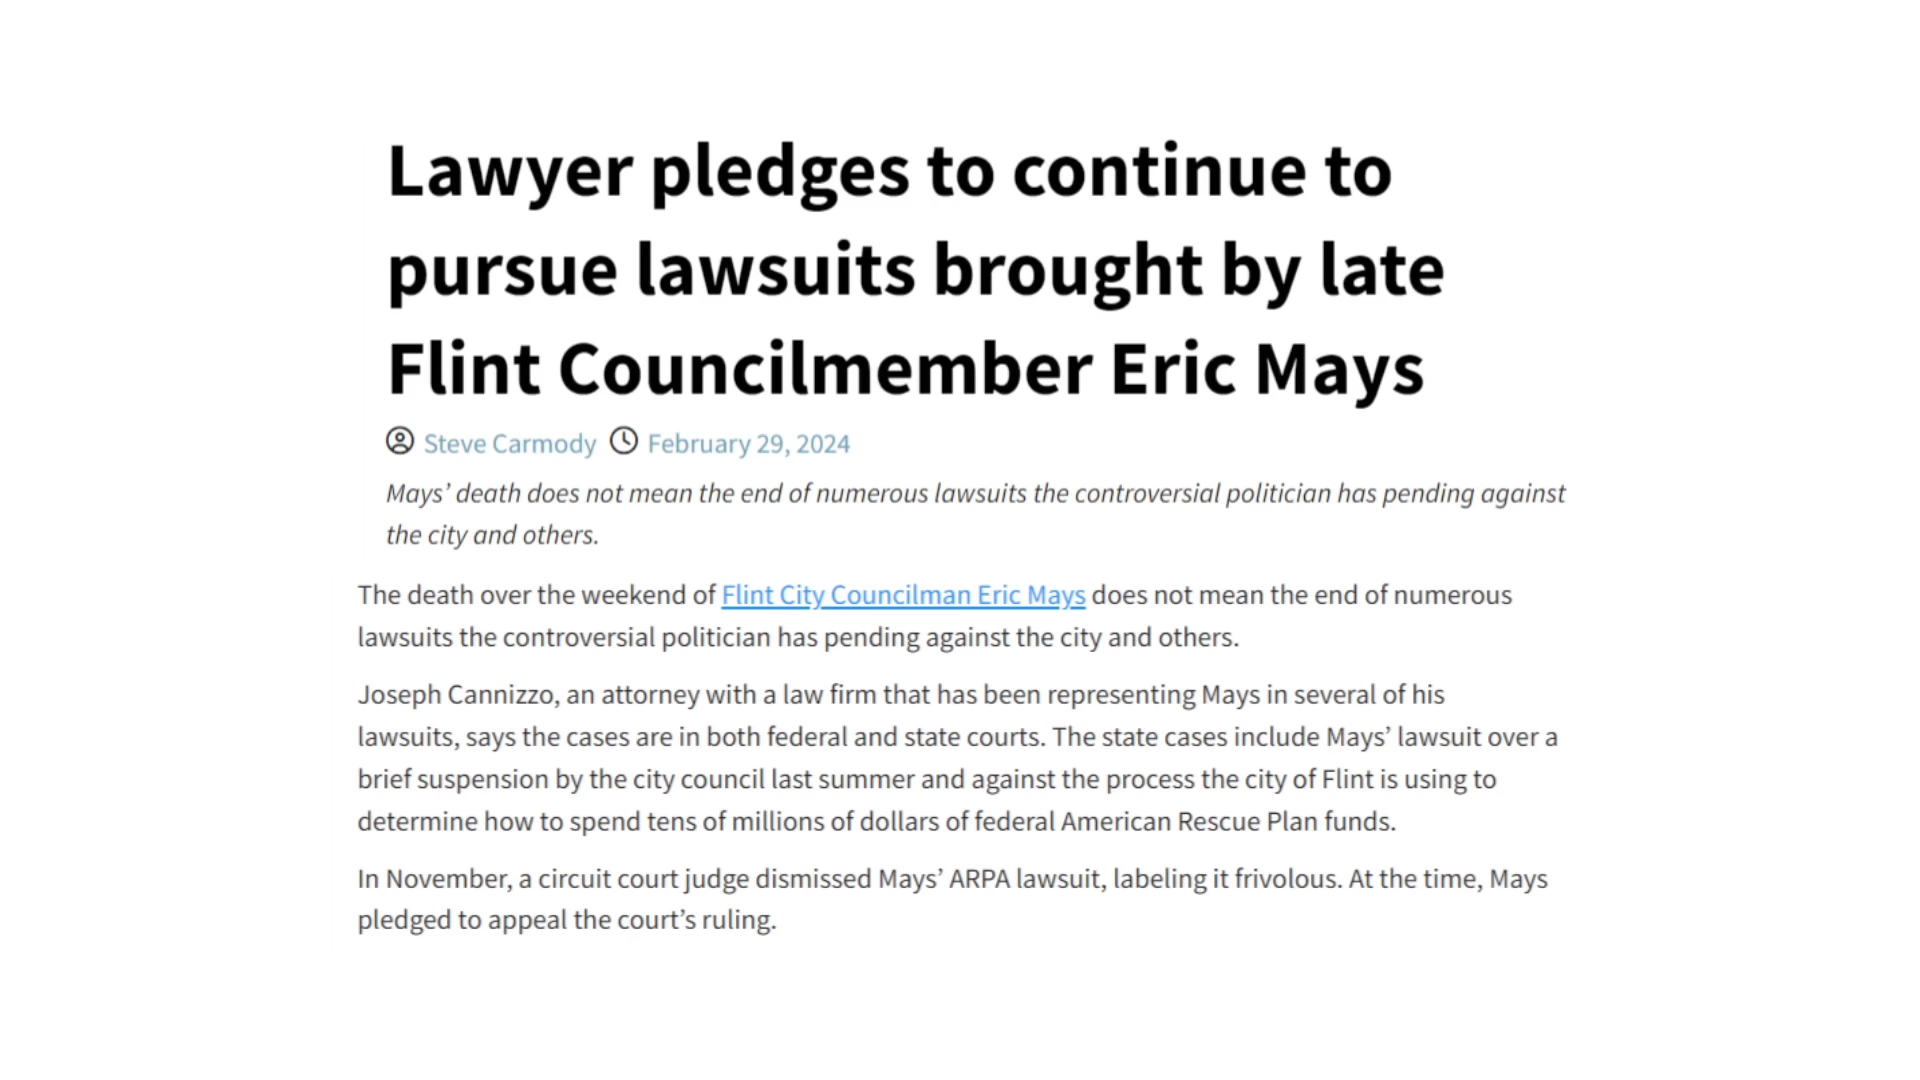 Lawyer pledges to continue to
pursue lawsuits brought by late
Flint Councilmember Eric Mays
Steve Carmody February 29, 2024
Mays’ death does not mean the end of numerous lawsuits the controversial politician has pending against
the city and others.
The death over the weekend of Flint City Councilman Eric Mays does not mean the end of numerous
lawsuits the controversial politician has pending against the city and others.
Joseph Cannizzo, an attorney with a law firm that has been representing Mays in several of his
lawsuits, says the cases are in both federal and state courts. The state cases include Mays’ lawsuit over a
brief suspension by the city council last summer and against the process the city of Flint is using to
determine how to spend tens of millions of dollars of federal American Rescue Plan funds.
In November, a circuit court judge dismissed Mays’ ARPA lawsuit, labeling it frivolous. At the time, Mays
pledged to appeal the court’s ruling.